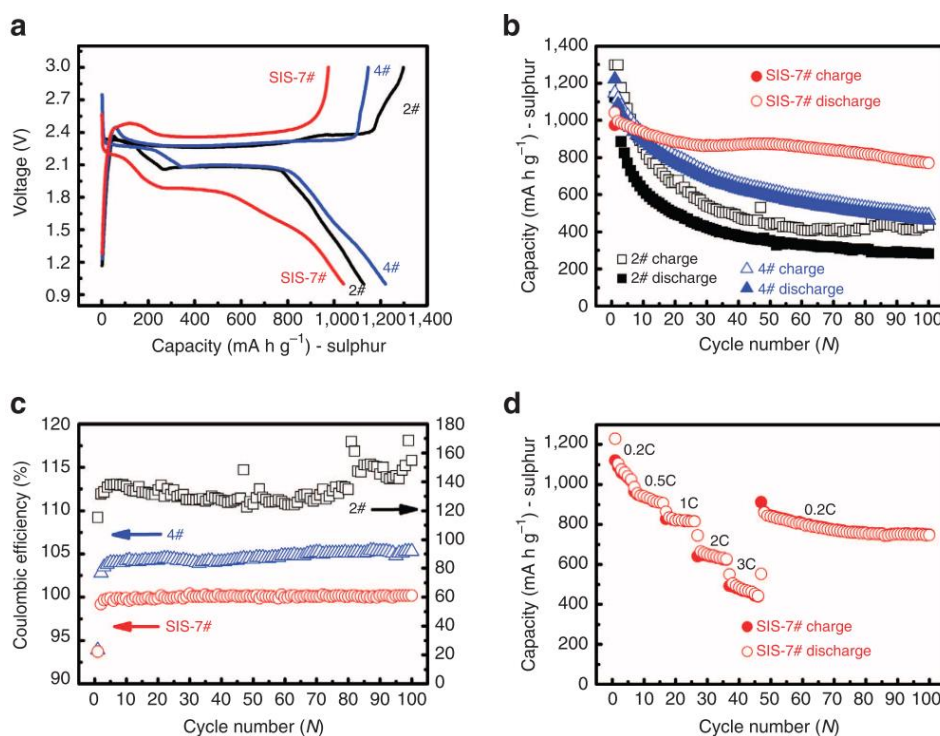 a
3.0
2.7
2.4
2.1
1.8
1.5
1.2
0.9
Voltage (V)
SIS-7#
4#
2#
SIS-7#
2#
4#
0 200 400 600 800 1,000 1,200 1,400
Capacity (mA h g⁻¹) - sulphur
b
1,400
1,200
1,000
800
600
400
200
0
Capacity (mA h g⁻¹) - sulphur
SIS-7# charge
SIS-7# discharge
2# charge
2# discharge
4# charge
4# discharge
0 10 20 30 40 50 60 70 80 90 100
Cycle number (N)
c
120
115
110
105
100
95
90
Coulombic efficiency (%)
180
160
140
120
100
80
60
40
20
0
2#
4#
SIS-7#
0 10 20 30 40 50 60 70 80 90 100
Cycle number (N)
d
1,200
1,000
800
600
400
200
0
Capacity (mA h g⁻¹) - sulphur
0.2C
0.5C
1C
2C
3C
0.2C
SIS-7# charge
SIS-7# discharge
0 10 20 30 40 50 60 70 80 90 100
Cycle number (N)